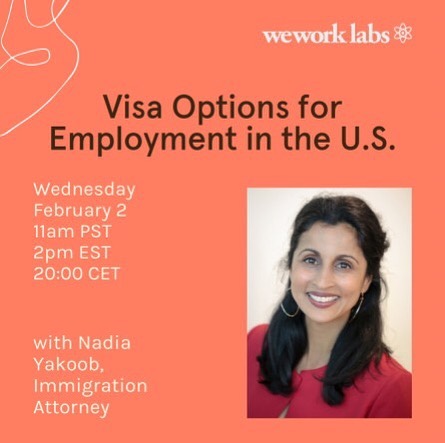 wework labs
Visa Options for
Employment in the U.S.
Wednesday
February 2
11am PST
2pm EST
20:00 CET
with Nadia
Yakoob,
Immigration
Attorney